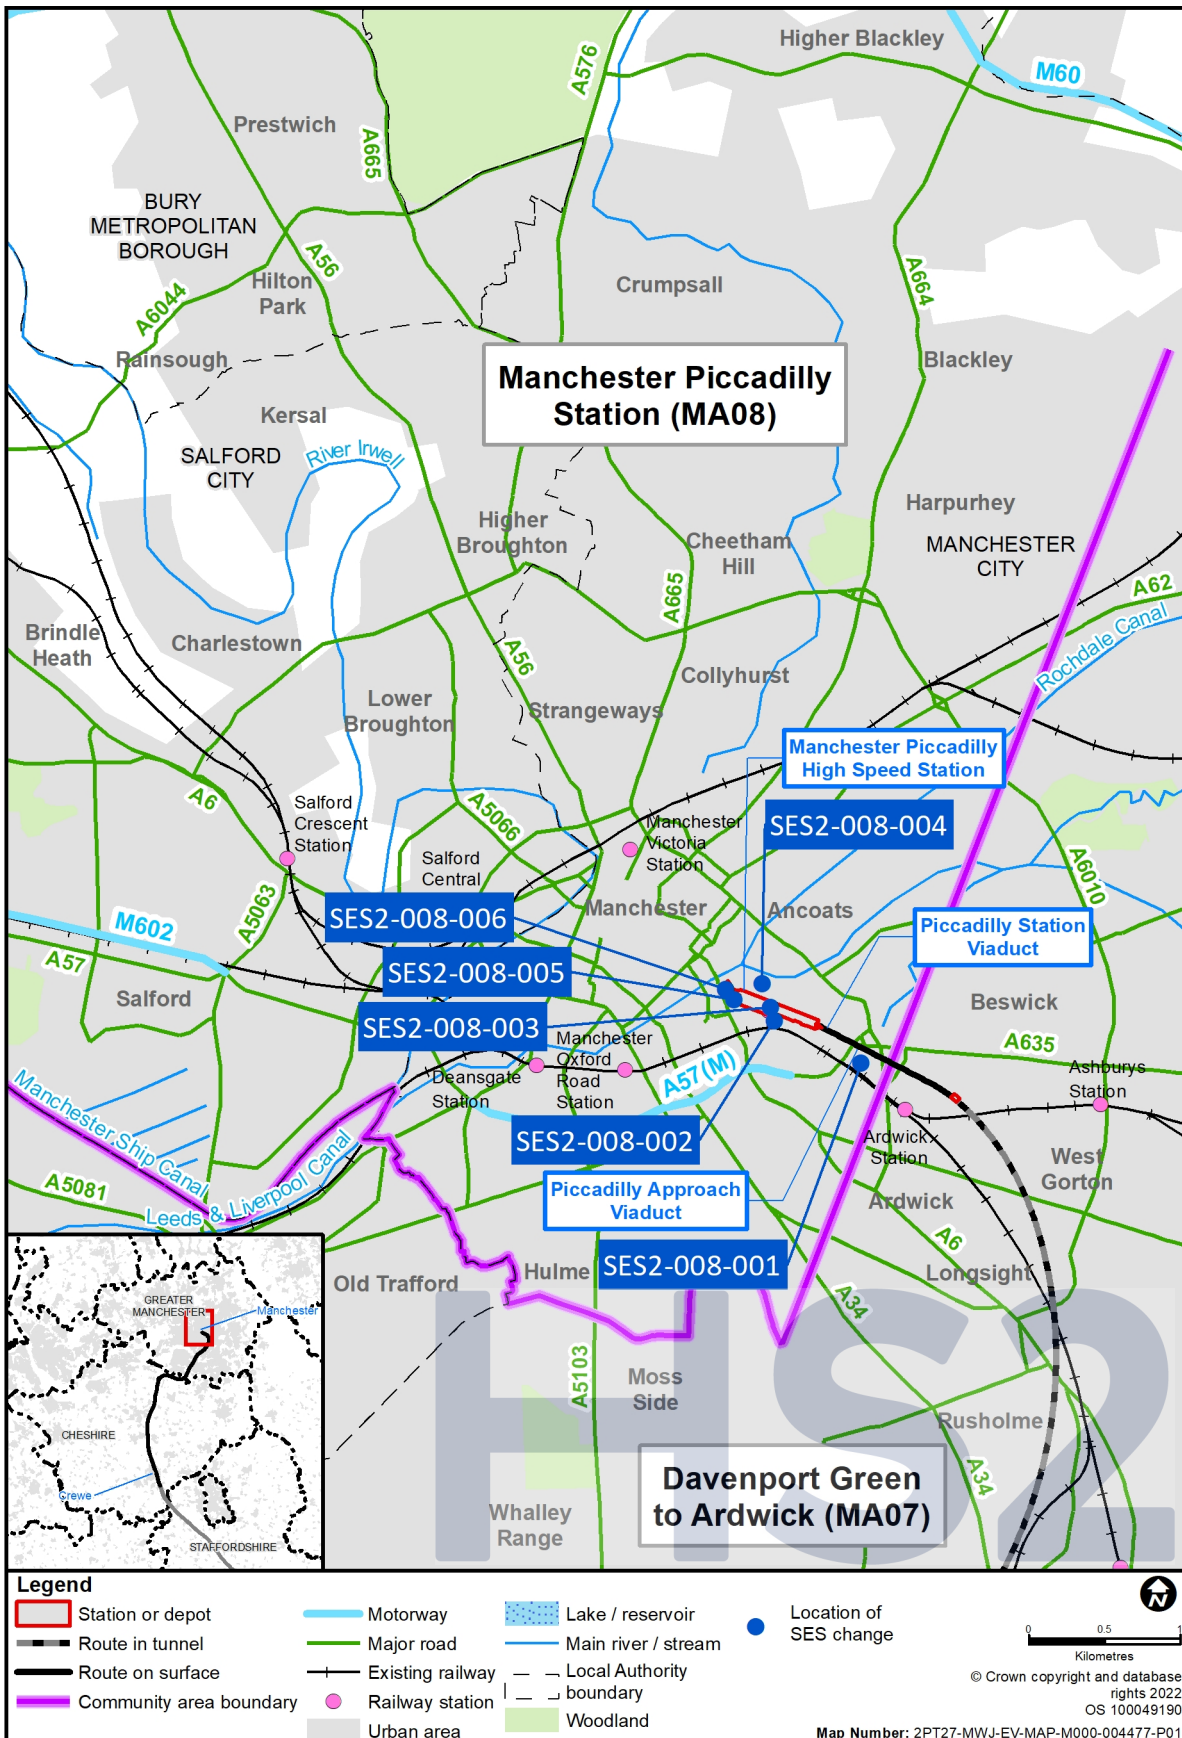 Higher Blackley
A576
M60
Prestwich
A665
BURY
METROPOLITAN
BOROUGH
A56
Hilton
Park
Crumpsall
A664
A6044
Rainsough
Blackley
Manchester Piccadilly
Station (MA08)
Kersal
SALFORD
CITY
River Irwell
Harpurhey
Higher
Broughton
Cheetham
Hill
MANCHESTER
CITY
A62
A665
Rochdale Canal
Brindle
Heath
Charlestown
A56
Collyhurst
Lower
Broughton
Strangeways
Manchester Piccadilly
High Speed Station
A6
Salford
Crescent
Station
A5066
Manchester
Victoria
Station
SES2-008-004
Salford
Central
A6010
A5063
SES2-008-006
Manchester
Ancoats
M602
Piccadilly Station
Viaduct
A57
SES2-008-005
Salford
Beswick
SES2-008-003
Manchester
Oxford
Road
Station
A635
Deansgate
Station
A57(M)
Ashburys
Station
Manchester Ship Canal
SES2-008-002
Ardwick
Station
West
Gorton
A5081
Leeds & Liverpool Canal
Piccadilly Approach
Viaduct
Ardwick
A6
SES2-008-001
Old Trafford
Hulme
Longsight
A34
GREATER
MANCHESTER
Manchester
A5103
Moss
Side
Rusholme
CHESHIRE
Davenport Green
to Ardwick (MA07)
A34
Crewe
Whalley
Range
STAFFORDSHIRE
HS2
Legend
Station or depot
Route in tunnel
Route on surface
Community area boundary
Motorway
Major road
Existing railway
Railway station
Urban area
Lake / reservoir
Main river / stream
Local Authority
boundary
Woodland
Location of
SES change
N
0 0.5 1
Kilometres
© Crown copyright and database
rights 2022
OS 100049190
Map Number: 2PT27-MWJ-EV-MAP-M000-004477-P01